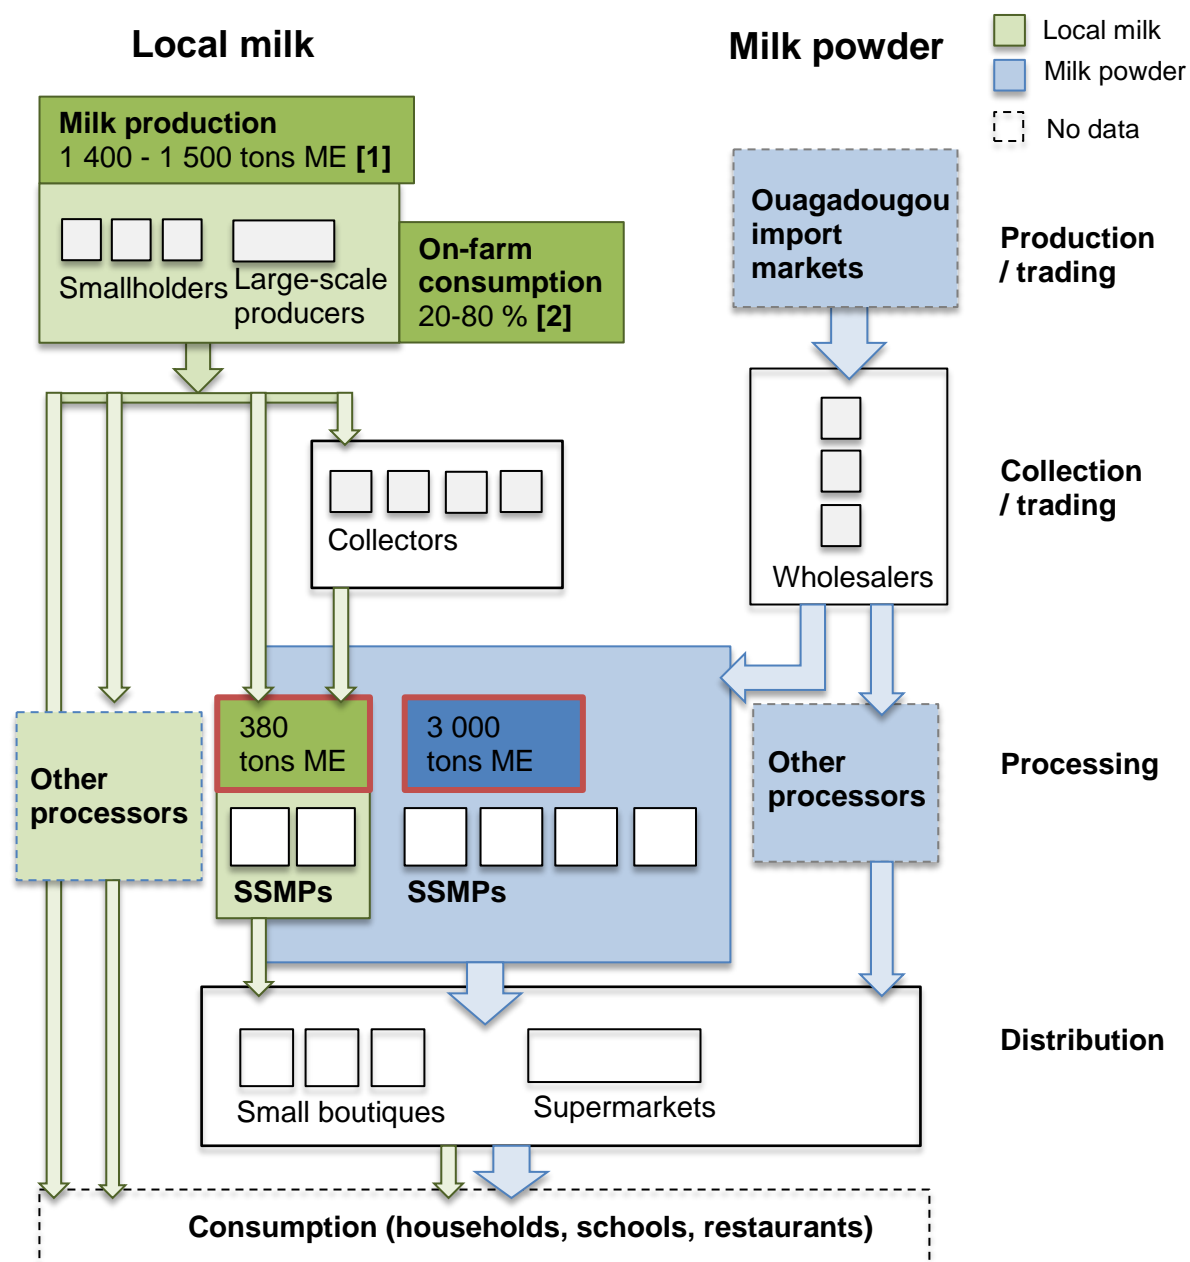 Local milk
Milk powder
Local milk
Milk powder
No data
Milk production
1 400 - 1 500 tons ME [1]
Smallholders
Large-scale
producers
On-farm
consumption
20-80 % [2]
Ouagadougou
import
markets
Production
/ trading
Collectors
Wholesalers
Collection
/ trading
Other
processors
380
tons ME
SSMPs
3 000
tons ME
SSMPs
Other
processors
Processing
Small boutiques
Supermarkets
Distribution
Consumption (households, schools, restaurants)